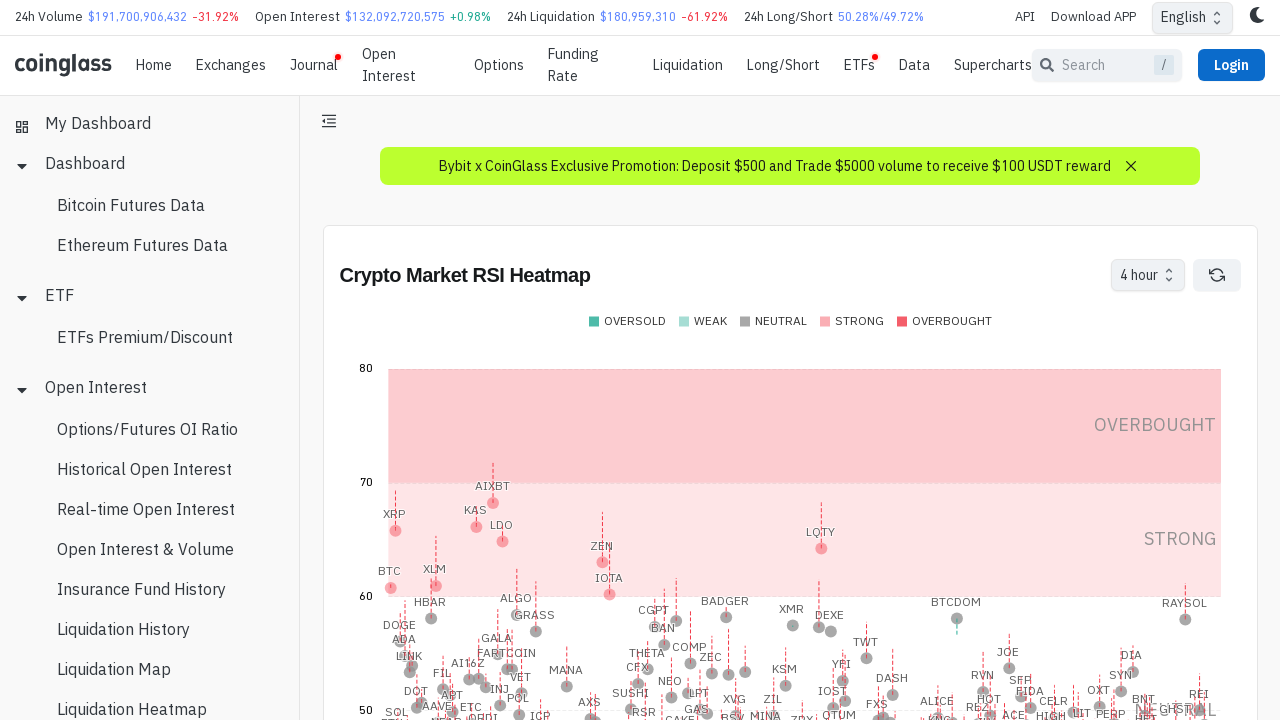 24h Volume $191,700,906,432 -31.92% Open Interest $132,092,720,575 +0.98% 24h Liquidation $180,959,310 -61.92% 24h Long/Short 50.28%/49.72% API Download APP English
coinglass Home Exchanges Journal Open Interest Options Funding Rate Liquidation Long/Short ETFs Data Supercharts Search / Login
My Dashboard
Dashboard
Bitcoin Futures Data
Ethereum Futures Data
ETF
ETFs Premium/Discount
Open Interest
Options/Futures OI Ratio
Historical Open Interest
Real-time Open Interest
Open Interest & Volume
Insurance Fund History
Liquidation History
Liquidation Map
Liquidation Heatmap
Bybit x CoinGlass Exclusive Promotion: Deposit $500 and Trade $5000 volume to receive $100 USDT reward
Crypto Market RSI Heatmap
4 hour
OVERSOLD WEAK NEUTRAL STRONG OVERBOUGHT
80
OVERBOUGHT
70
AIXBT
KAS
XRP
LDO
LQTY
STRONG
ZEN
BTC
XLM
IOTA
60
ALGO
HBAR
BADGER
BTCDOM
RAYSOL
CGPT
XMR
GRASS
DEXE
DOGE
BAN
ADA
GALA
TWT
COMP
LINK
FARTCOIN
THETA
ZEC
JOE
DIA
AI16Z
CFX
YFI
FIL
VET
MANA
NEO
KSM
DASH
RVN
SFP
SYN
DOT
APT
INJ
SUSHI
LPT
IOST
FIDA
OXT
AAVE
POL
AXS
XVG
ZIL
FXS
ALICE
HOT
CELR
BNT
REI
SOL
ETC
ICP
RSR
GAS
MINA
QTUM
REZ
ACE
HIGH
PERP
NEUTRAL
50